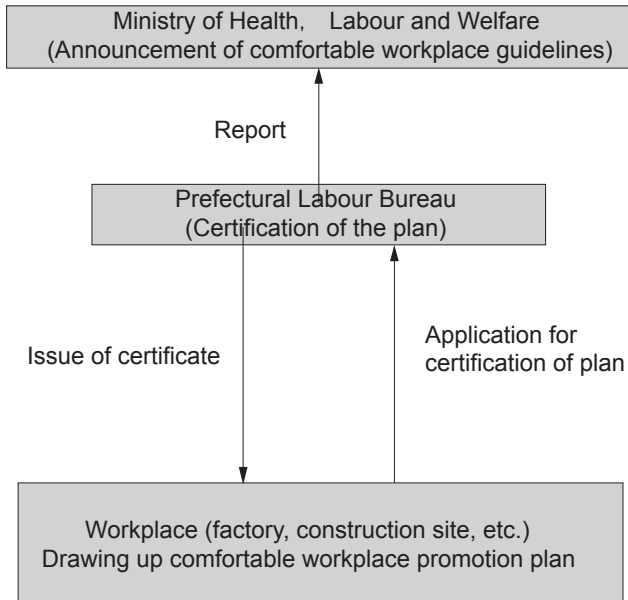 Ministry of Health,　Labour and Welfare
(Announcement of comfortable workplace guidelines)
Report
Prefectural Labour Bureau
(Certification of the plan)
Issue of certificate
Application for
certification of plan
Workplace (factory, construction site, etc.)
Drawing up comfortable workplace promotion plan